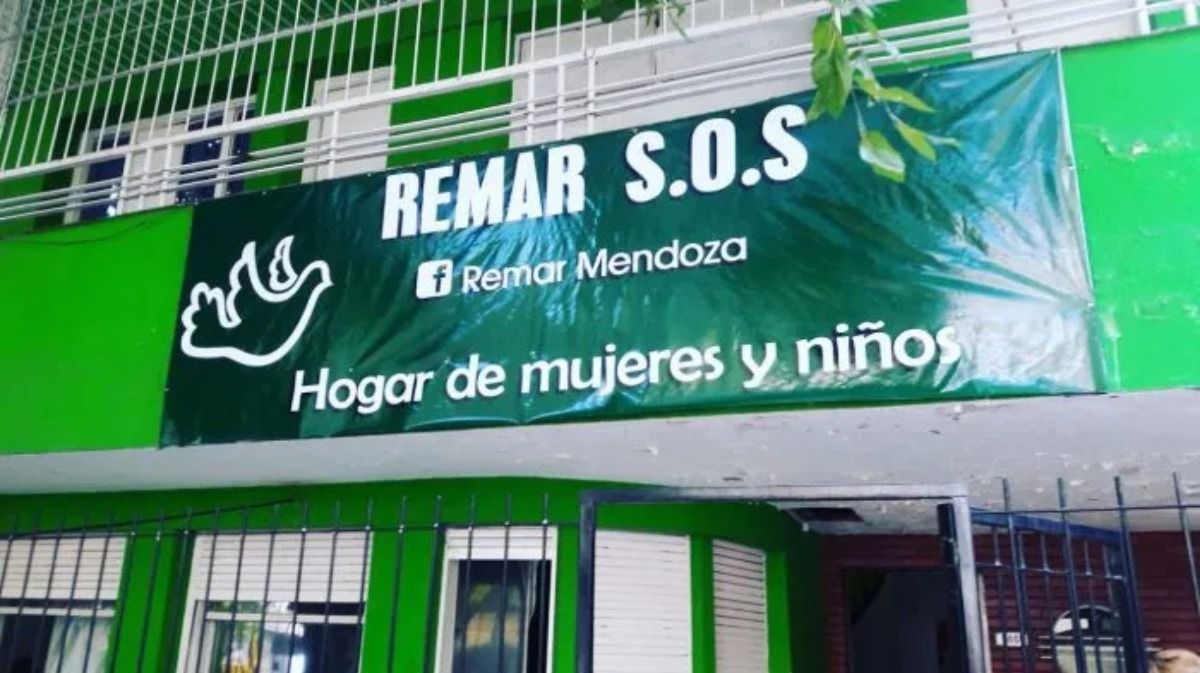 REMAR S.O.S
f Remar Mendoza
Hogar de mujeres y niños